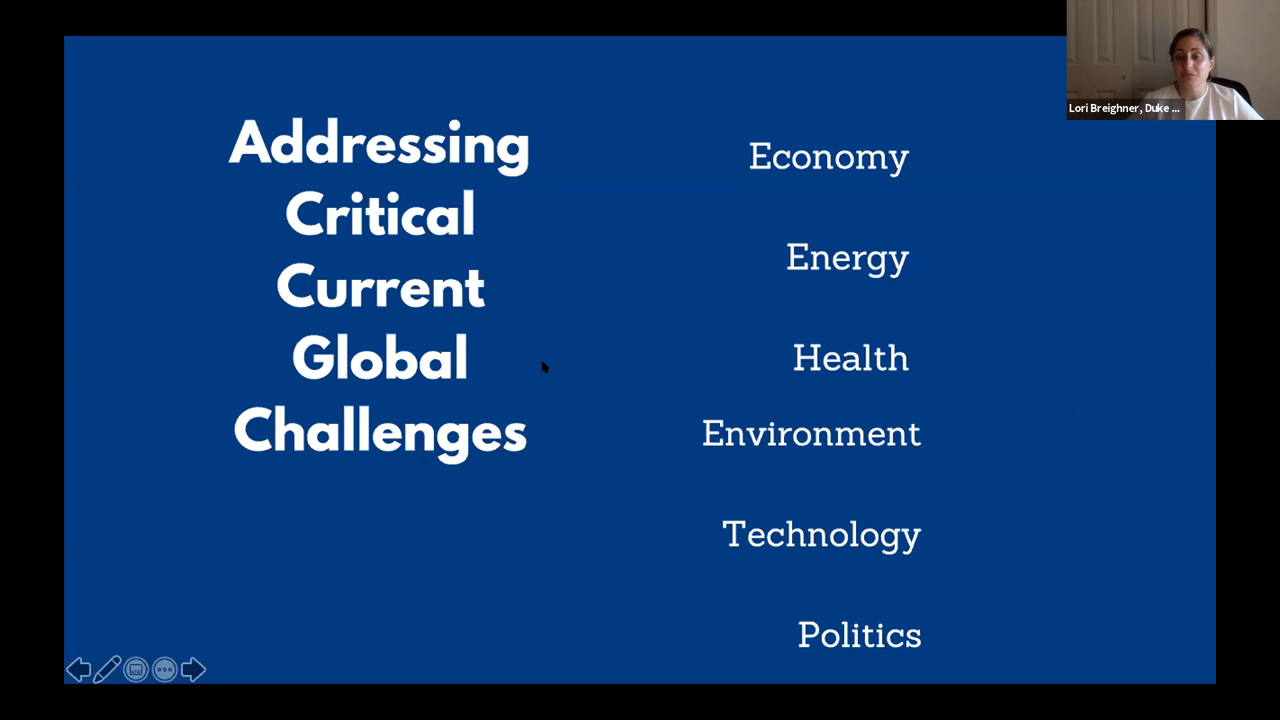 Addressing
Critical
Current
Global
Challenges
Economy
Energy
Health
Environment
Technology
Politics
Lori Breighner, Duke ...